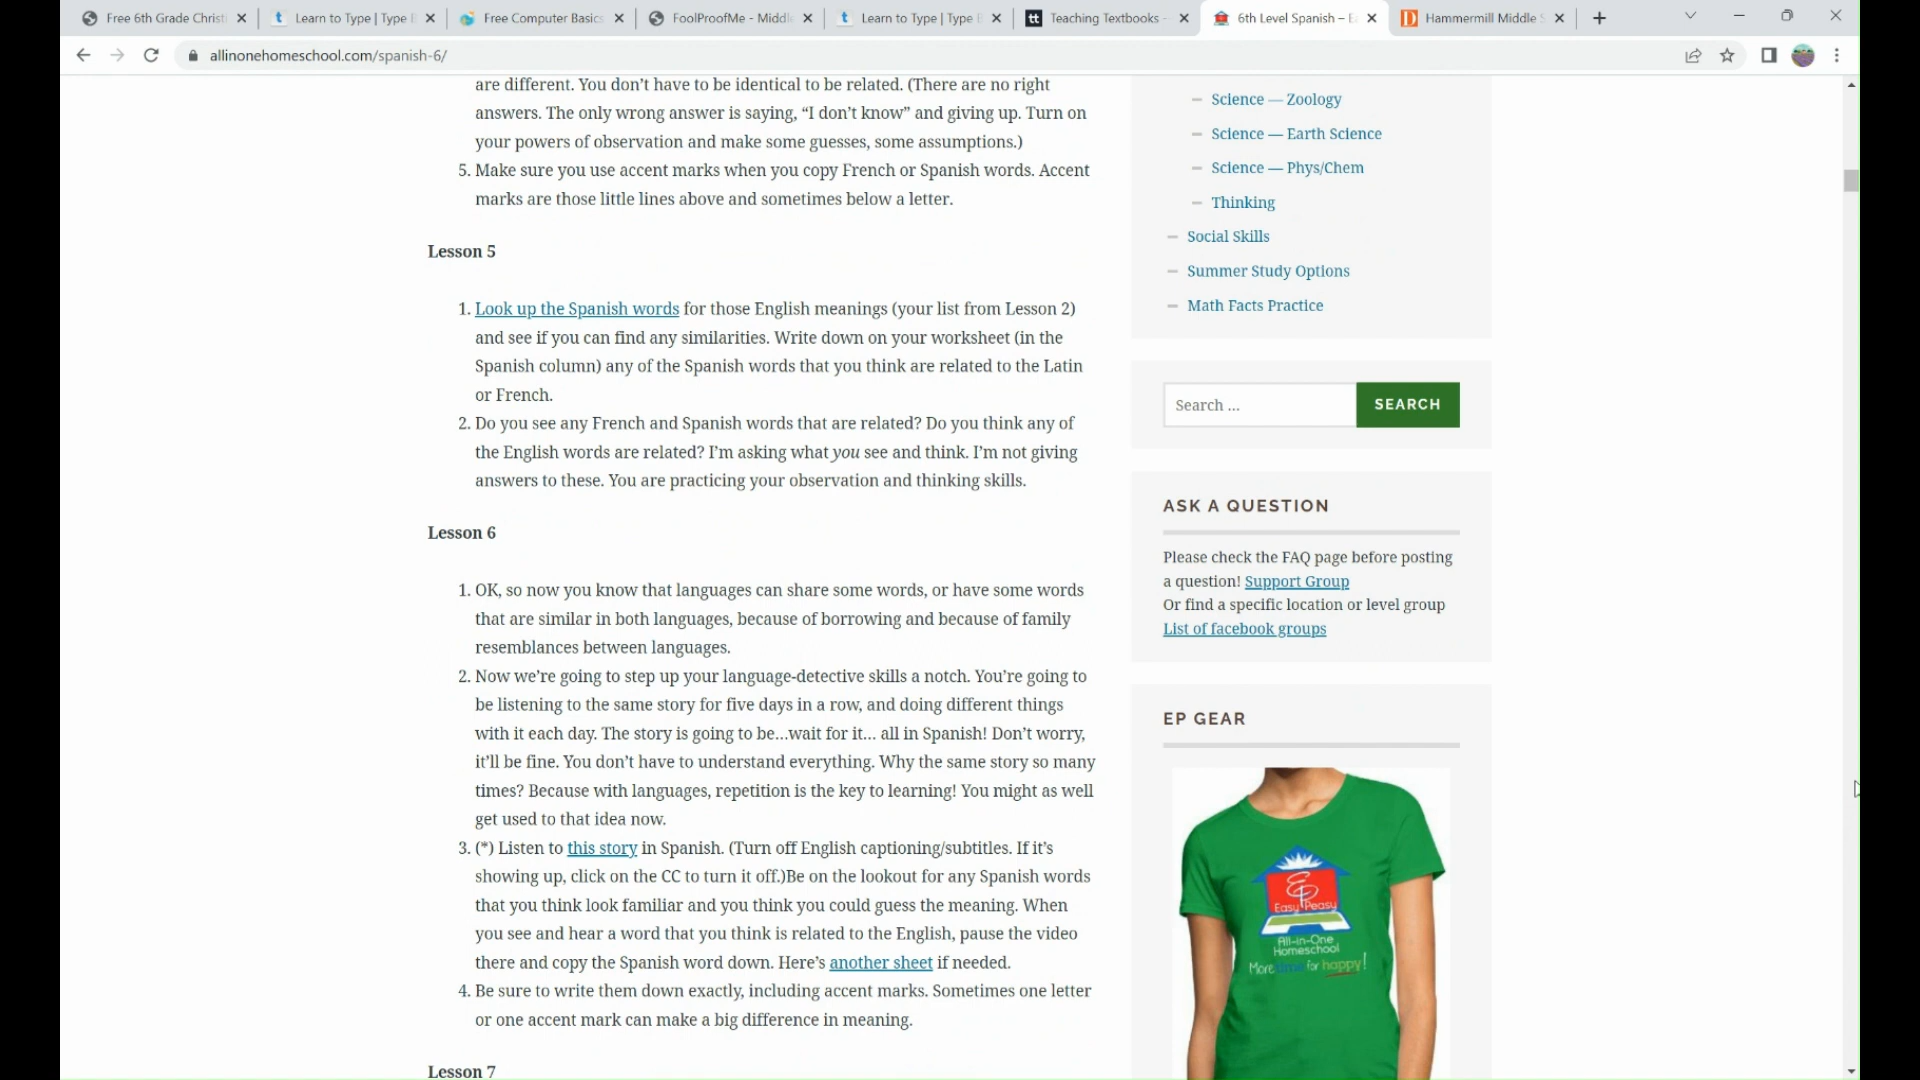 Free 6th Grade Christi
Learn to Type | Type B
Free Computer Basics
FoolProofMe - Middle
Learn to Type | Type B
tt Teaching Textbooks -
6th Level Spanish – Ea
Hammermill Middle S
allinonehomeschool.com/spanish-6/
are different. You don’t have to be identical to be related. (There are no right
answers. The only wrong answer is saying, “I don’t know” and giving up. Turn on
your powers of observation and make some guesses, some assumptions.)
5. Make sure you use accent marks when you copy French or Spanish words. Accent
marks are those little lines above and sometimes below a letter.
Lesson 5
1. Look up the Spanish words for those English meanings (your list from Lesson 2)
and see if you can find any similarities. Write down on your worksheet (in the
Spanish column) any of the Spanish words that you think are related to the Latin
or French.
2. Do you see any French and Spanish words that are related? Do you think any of
the English words are related? I’m asking what you see and think. I’m not giving
answers to these. You are practicing your observation and thinking skills.
Lesson 6
1. OK, so now you know that languages can share some words, or have some words
that are similar in both languages, because of borrowing and because of family
resemblances between languages.
2. Now we’re going to step up your language-detective skills a notch. You’re going to
be listening to the same story for five days in a row, and doing different things
with it each day. The story is going to be…wait for it… all in Spanish! Don’t worry,
it’ll be fine. You don’t have to understand everything. Why the same story so many
times? Because with languages, repetition is the key to learning! You might as well
get used to that idea now.
3. (*) Listen to this story in Spanish. (Turn off English captioning/subtitles. If it’s
showing up, click on the CC to turn it off.)Be on the lookout for any Spanish words
that you think look familiar and you think you could guess the meaning. When
you see and hear a word that you think is related to the English, pause the video
there and copy the Spanish word down. Here’s another sheet if needed.
4. Be sure to write them down exactly, including accent marks. Sometimes one letter
or one accent mark can make a big difference in meaning.
Lesson 7
– Science — Zoology
– Science — Earth Science
– Science — Phys/Chem
– Thinking
– Social Skills
– Summer Study Options
– Math Facts Practice
Search ...
SEARCH
ASK A QUESTION
Please check the FAQ page before posting
a question! Support Group
Or find a specific location or level group
List of facebook groups
EP GEAR
EP
Easy Peasy
All-in-One
Homeschool
More time for happy!